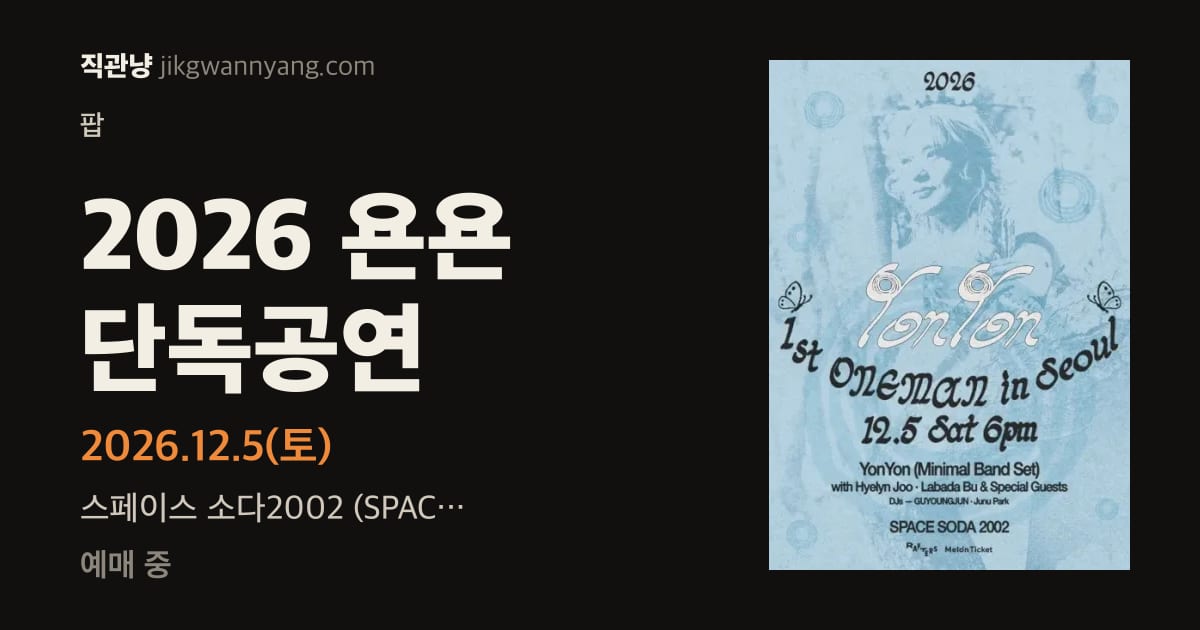 직관냥 jikgwannyang.com
팝
2026 욘욘
단독공연
2026.12.5(토)
스페이스 소다2002 (SPAC…
예매 중
2026
YonYon
1st ONEMAN in Seoul
12.5 Sat 6pm
YonYon (Minimal Band Set)
with Hyelyn Joo · Labada Bu & Special Guests
DJs — GUYOUNGJUN · Junu Park
SPACE SODA 2002
RAFTERS MelonTicket